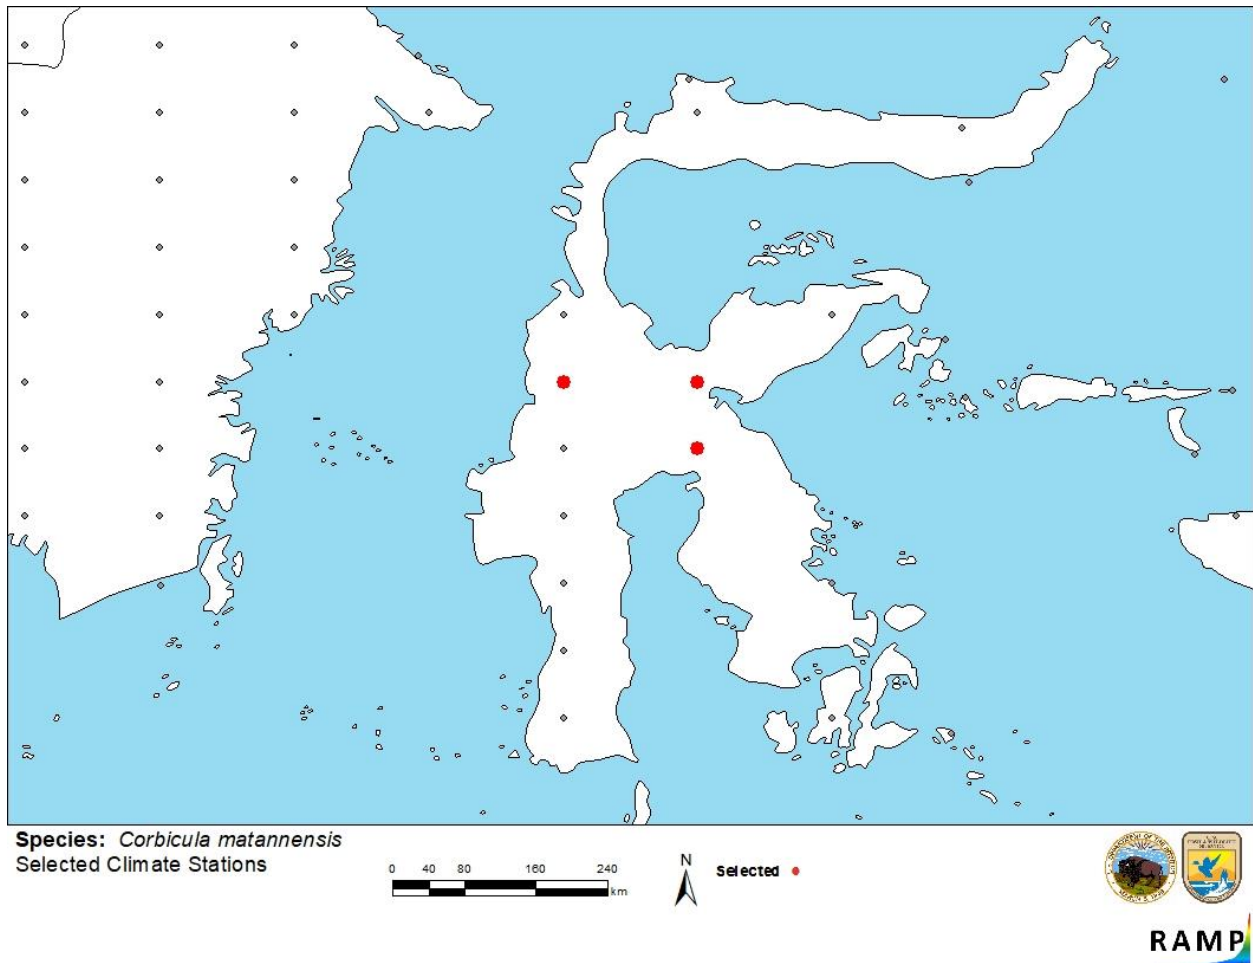 Species: Corbicula matannensis
Selected Climate Stations
0 40 80 160 240
km
N
Selected
RAMP